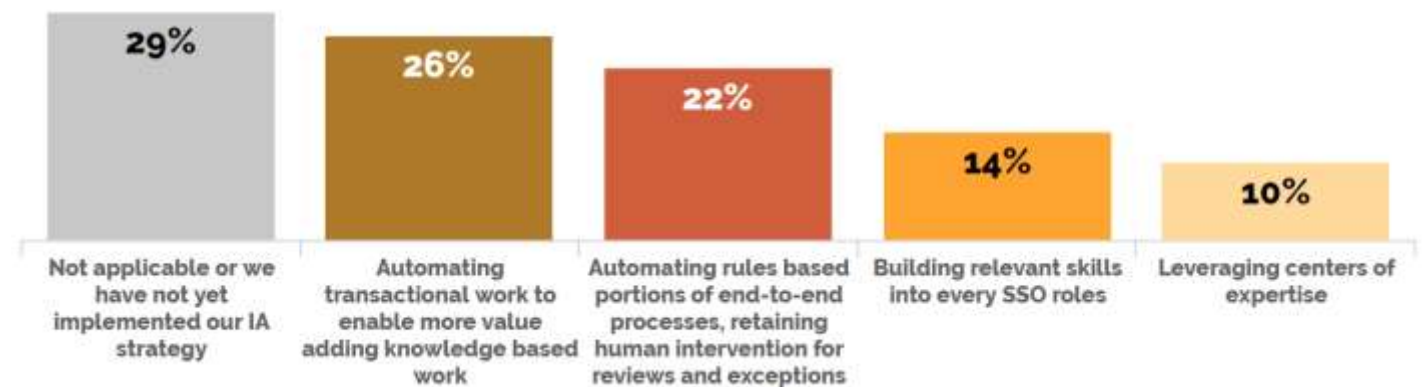 29%
26%
22%
14%
10%
Not applicable or we
have not yet
implemented our IA
strategy
Automating
transactional work to
enable more value
adding knowledge based
work
Automating rules based
portions of end-to-end
processes, retaining
human intervention for
reviews and exceptions
Building relevant skills
into every SSO roles
Leveraging centers of
expertise